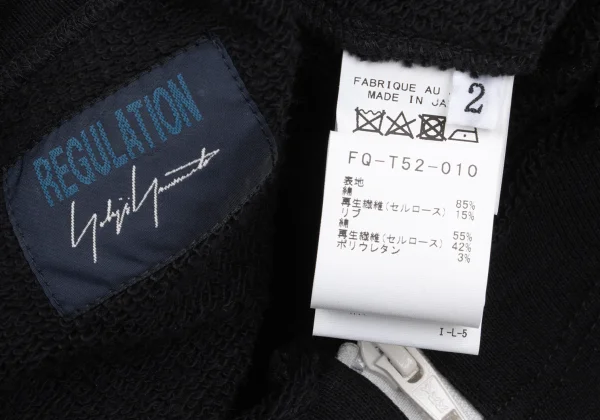 REGULATION
Yohji Yamamoto
FABRIQUE AU
MADE IN JA
2
FQ-T52-010
表地
綿 85%
再生繊維(セルロース) 15%
リブ
綿 55%
再生繊維(セルロース) 42%
ポリウレタン 3%
I-L-5